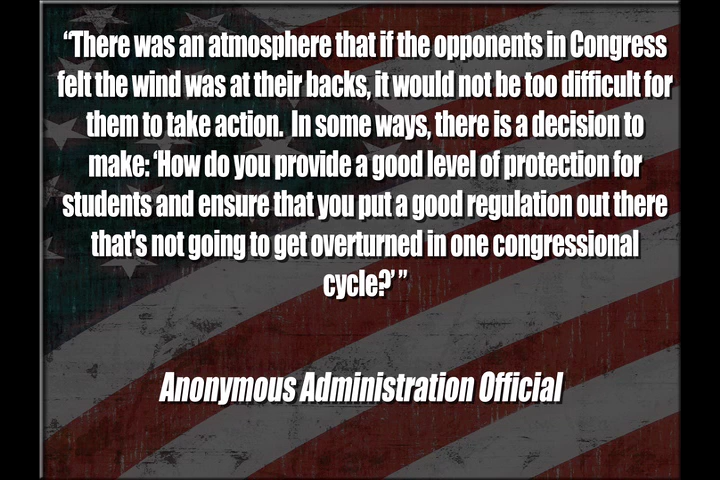 “There was an atmosphere that if the opponents in Congress
felt the wind was at their backs, it would not be too difficult for
them to take action.  In some ways, there is a decision to
make: ‘How do you provide a good level of protection for
students and ensure that you put a good regulation out there
that's not going to get overturned in one congressional
cycle?’ ”
Anonymous Administration Official